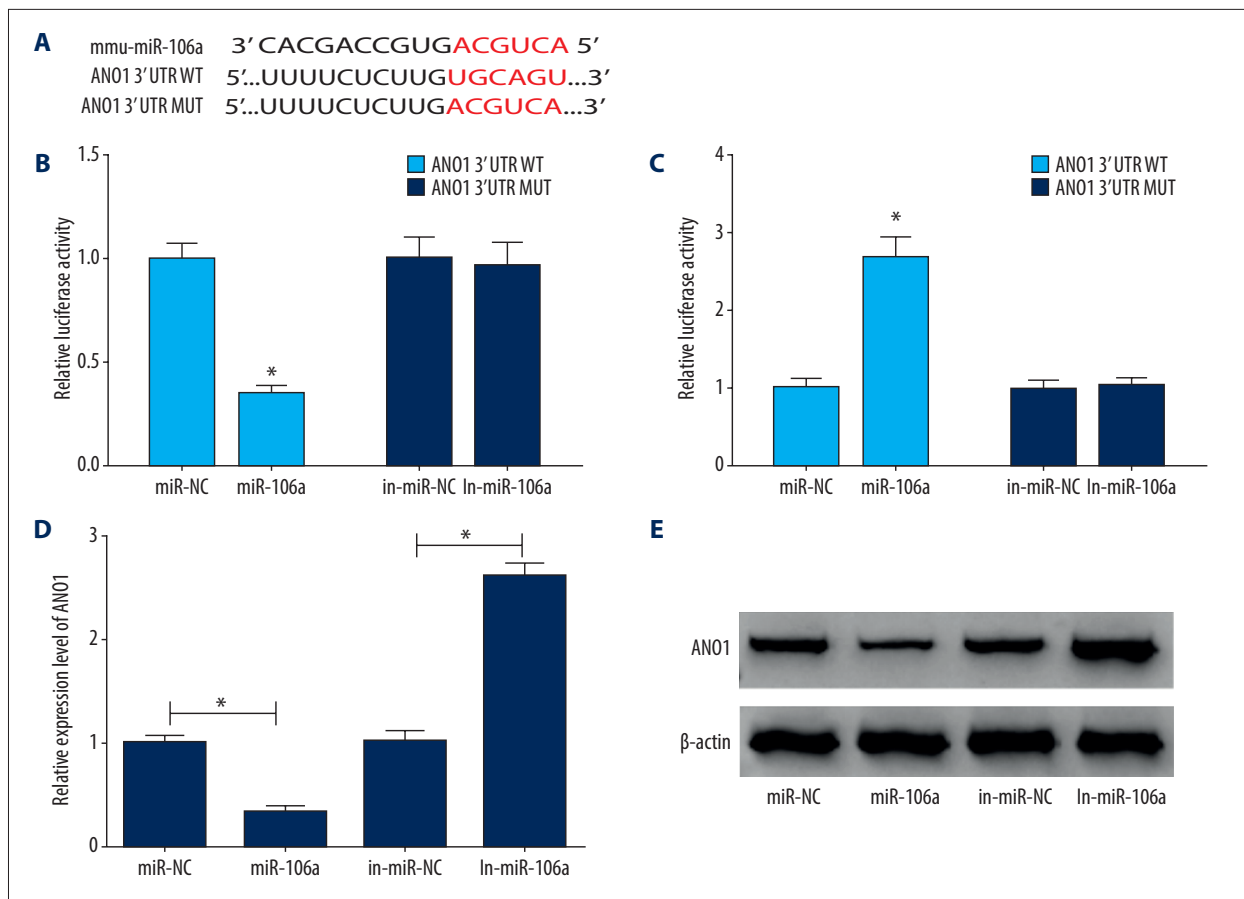 A
mmu-miR-106a 3′ CACGACCGUGACGUCA 5′
ANO1 3′ UTR WT 5′...UUUUCUCUUGUGCAGU...3′
ANO1 3′ UTR MUT 5′...UUUUCUCUUGACGUCA...3′
B
ANO1 3′ UTR WT
ANO1 3′UTR MUT
Relative luciferase activity
1.5
1.0
0.5
0.0
*
miR-NC miR-106a in-miR-NC In-miR-106a
C
ANO1 3′ UTR WT
ANO1 3′UTR MUT
Relative luciferase activity
4
3
2
1
0
*
miR-NC miR-106a in-miR-NC In-miR-106a
D
Relative expression level of ANO1
3
2
1
0
*
*
miR-NC miR-106a in-miR-NC In-miR-106a
E
ANO1
β-actin
miR-NC miR-106a in-miR-NC In-miR-106a